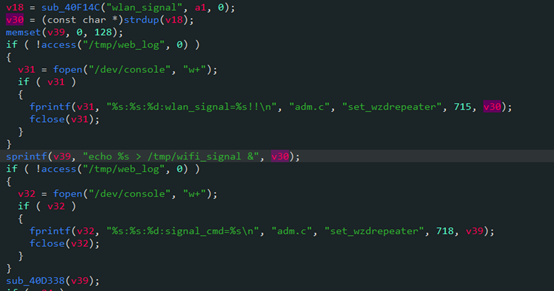 v18 = sub_40F14C("wlan_signal", a1, 0);
v30 = (const char *)strdup(v18);
memset(v39, 0, 128);
if ( !access("/tmp/web_log", 0) )
{
v31 = fopen("/dev/console", "w+");
if ( v31 )
{
fprintf(v31, "%s:%s:%d:wlan_signal=%s!!\n", "adm.c", "set_wzdrepeater", 715, v30);
fclose(v31);
}
}
sprintf(v39, "echo %s > /tmp/wifi_signal &", v30);
if ( !access("/tmp/web_log", 0) )
{
v32 = fopen("/dev/console", "w+");
if ( v32 )
{
fprintf(v32, "%s:%s:%d:signal_cmd=%s\n", "adm.c", "set_wzdrepeater", 718, v39);
fclose(v32);
}
}
sub_40D338(v39);